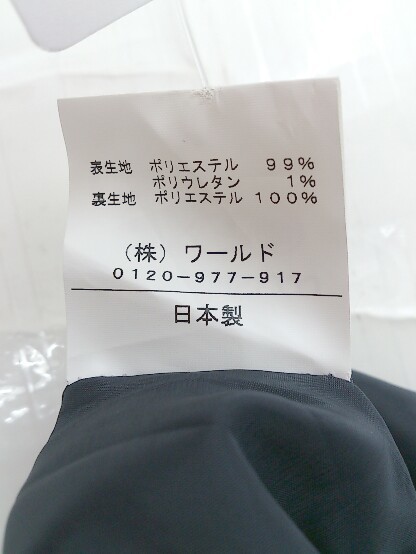 表生地 ポリエステル 99%
ポリウレタン 1%
裏生地 ポリエステル 100%
(株) ワールド
0120-977-917
日本製